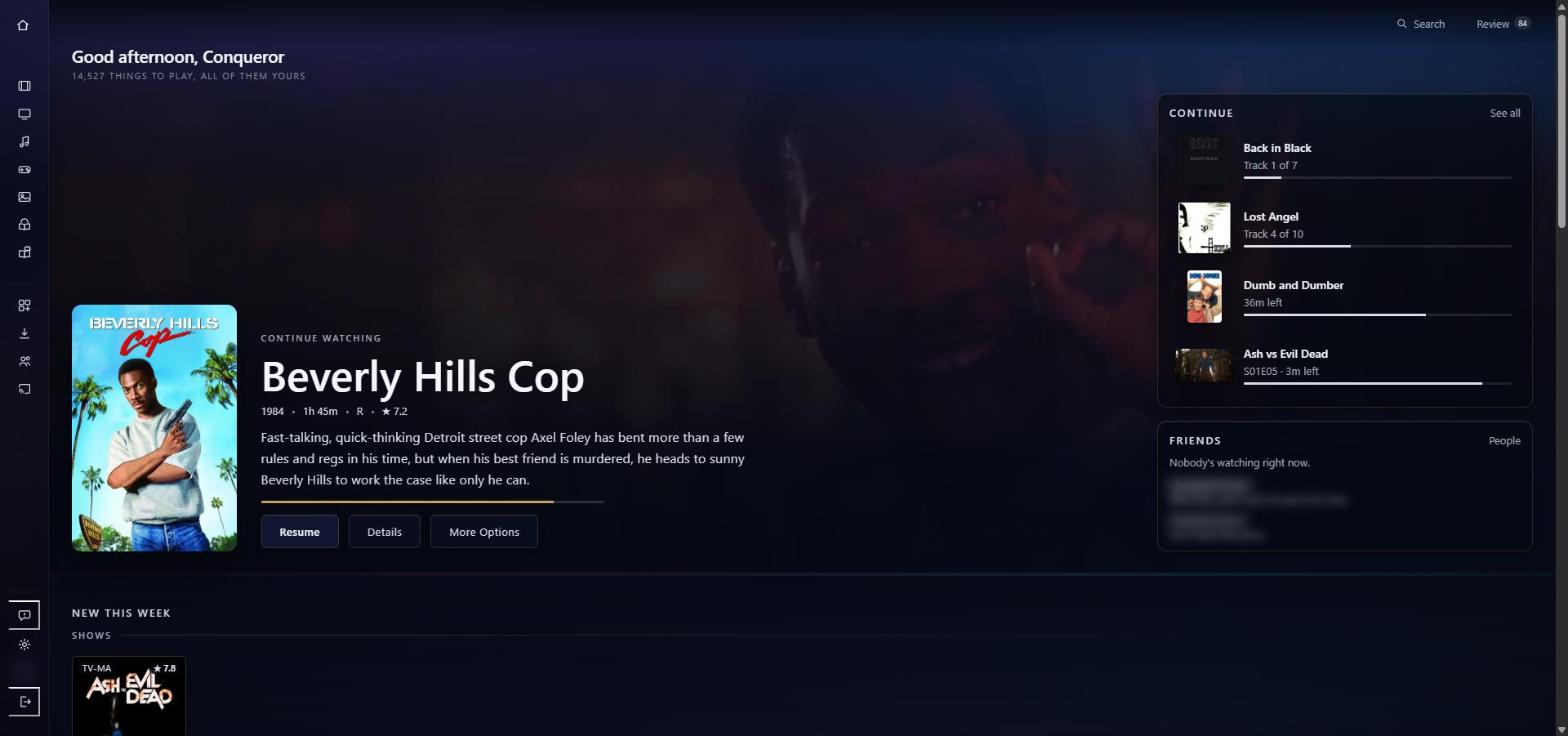 Search
Review 84
Good afternoon, Conqueror
14,527 THINGS TO PLAY, ALL OF THEM YOURS
CONTINUE See all
Back in Black
Track 1 of 7
Lost Angel
Track 4 of 10
Dumb and Dumber
36m left
Ash vs Evil Dead
S01E05 · 3m left
FRIENDS People
Nobody's watching right now.
BEVERLY HILLS
Cop
CONTINUE WATCHING
Beverly Hills Cop
1984 • 1h 45m • R • ★ 7.2
Fast-talking, quick-thinking Detroit street cop Axel Foley has bent more than a few
rules and regs in his time, but when his best friend is murdered, he heads to sunny
Beverly Hills to work the case like only he can.
Resume Details More Options
NEW THIS WEEK
SHOWS
TV-MA ★ 7.8
ASH VS EVIL
DEAD